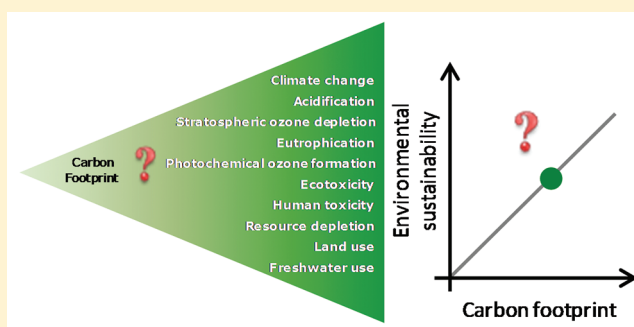 Climate change
Acidification
Stratospheric ozone depletion
Eutrophication
Carbon
Footprint
?
Photochemical ozone formation
Ecotoxicity
Human toxicity
Resource depletion
Land use
Freshwater use
Environmental
sustainability
?
Carbon footprint